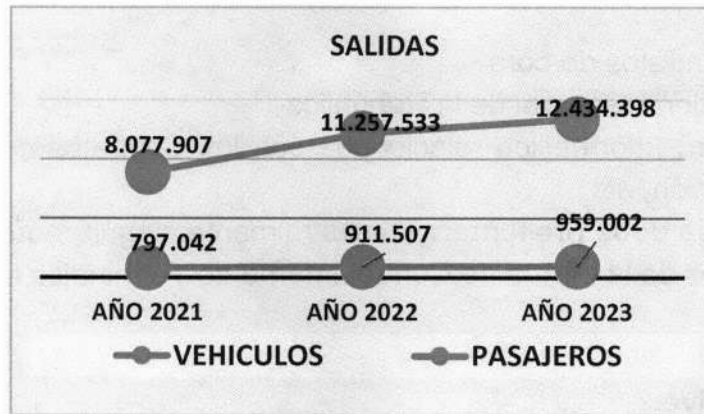 SALIDAS
8.077.907 11.257.533 12.434.398
797.042 911.507 959.002
AÑO 2021 AÑO 2022 AÑO 2023
VEHICULOS PASAJEROS